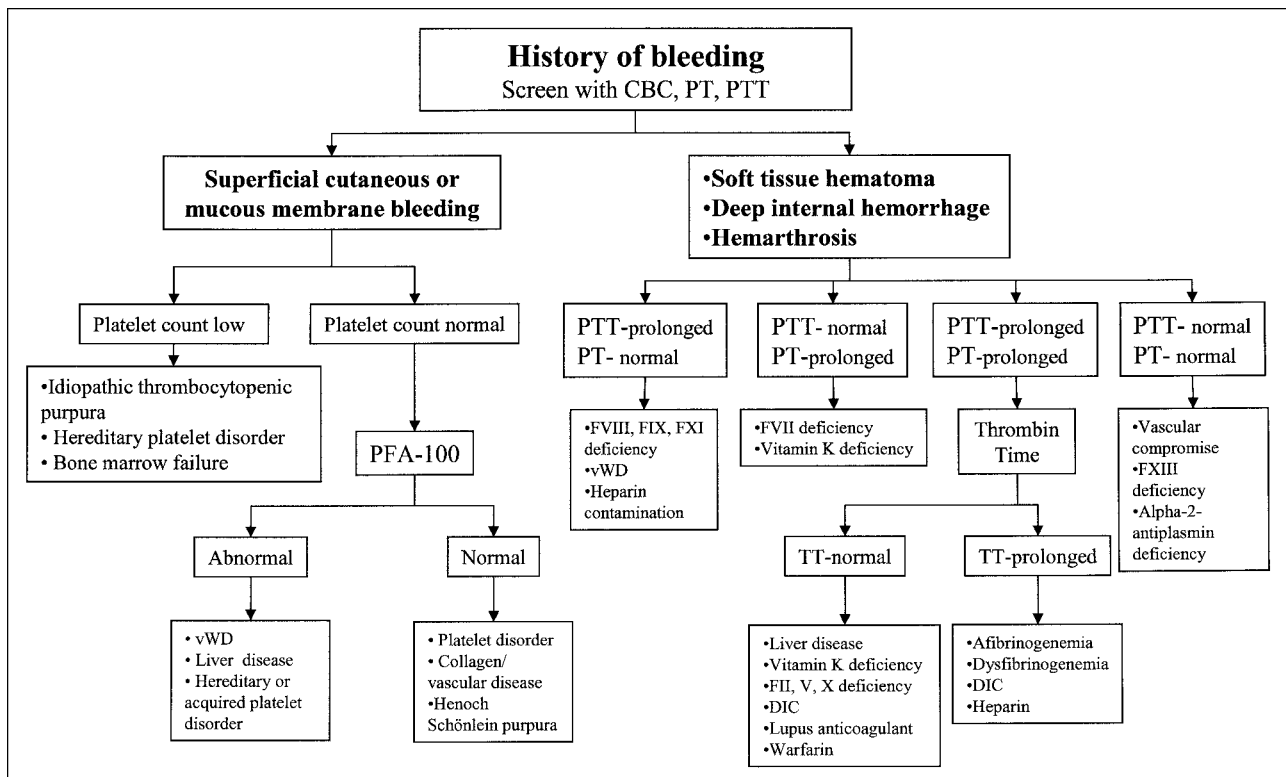 History of bleeding
Screen with CBC, PT, PTT
Superficial cutaneous or
mucous membrane bleeding
•Soft tissue hematoma
•Deep internal hemorrhage
•Hemarthrosis
Platelet count low
Platelet count normal
PTT-prolonged
PT- normal
PTT- normal
PT-prolonged
PTT-prolonged
PT-prolonged
PTT- normal
PT- normal
•Idiopathic thrombocytopenic
purpura
• Hereditary platelet disorder
• Bone marrow failure
PFA-100
•FVIII, FIX, FXI
deficiency
•vWD
•Heparin
contamination
•FVII deficiency
•Vitamin K deficiency
Thrombin
Time
•Vascular
compromise
•FXIII
deficiency
•Alpha-2-
antiplasmin
deficiency
Abnormal
Normal
TT-normal
TT-prolonged
• vWD
• Liver disease
• Hereditary or
acquired platelet
disorder
• Platelet disorder
• Collagen/
vascular disease
•Henoch
Schönlein purpura
•Liver disease
•Vitamin K deficiency
•FII, V, X deficiency
•DIC
•Lupus anticoagulant
•Warfarin
•Afibrinogenemia
•Dysfibrinogenemia
•DIC
•Heparin